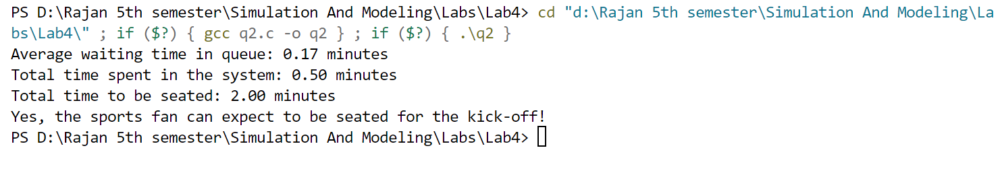 PS D:\Rajan 5th semester\Simulation And Modeling\Labs\Lab4> cd "d:\Rajan 5th semester\Simulation And Modeling\La
bs\Lab4\" ; if ($?) { gcc q2.c -o q2 } ; if ($?) { .\q2 }
Average waiting time in queue: 0.17 minutes
Total time spent in the system: 0.50 minutes
Total time to be seated: 2.00 minutes
Yes, the sports fan can expect to be seated for the kick-off!
PS D:\Rajan 5th semester\Simulation And Modeling\Labs\Lab4>